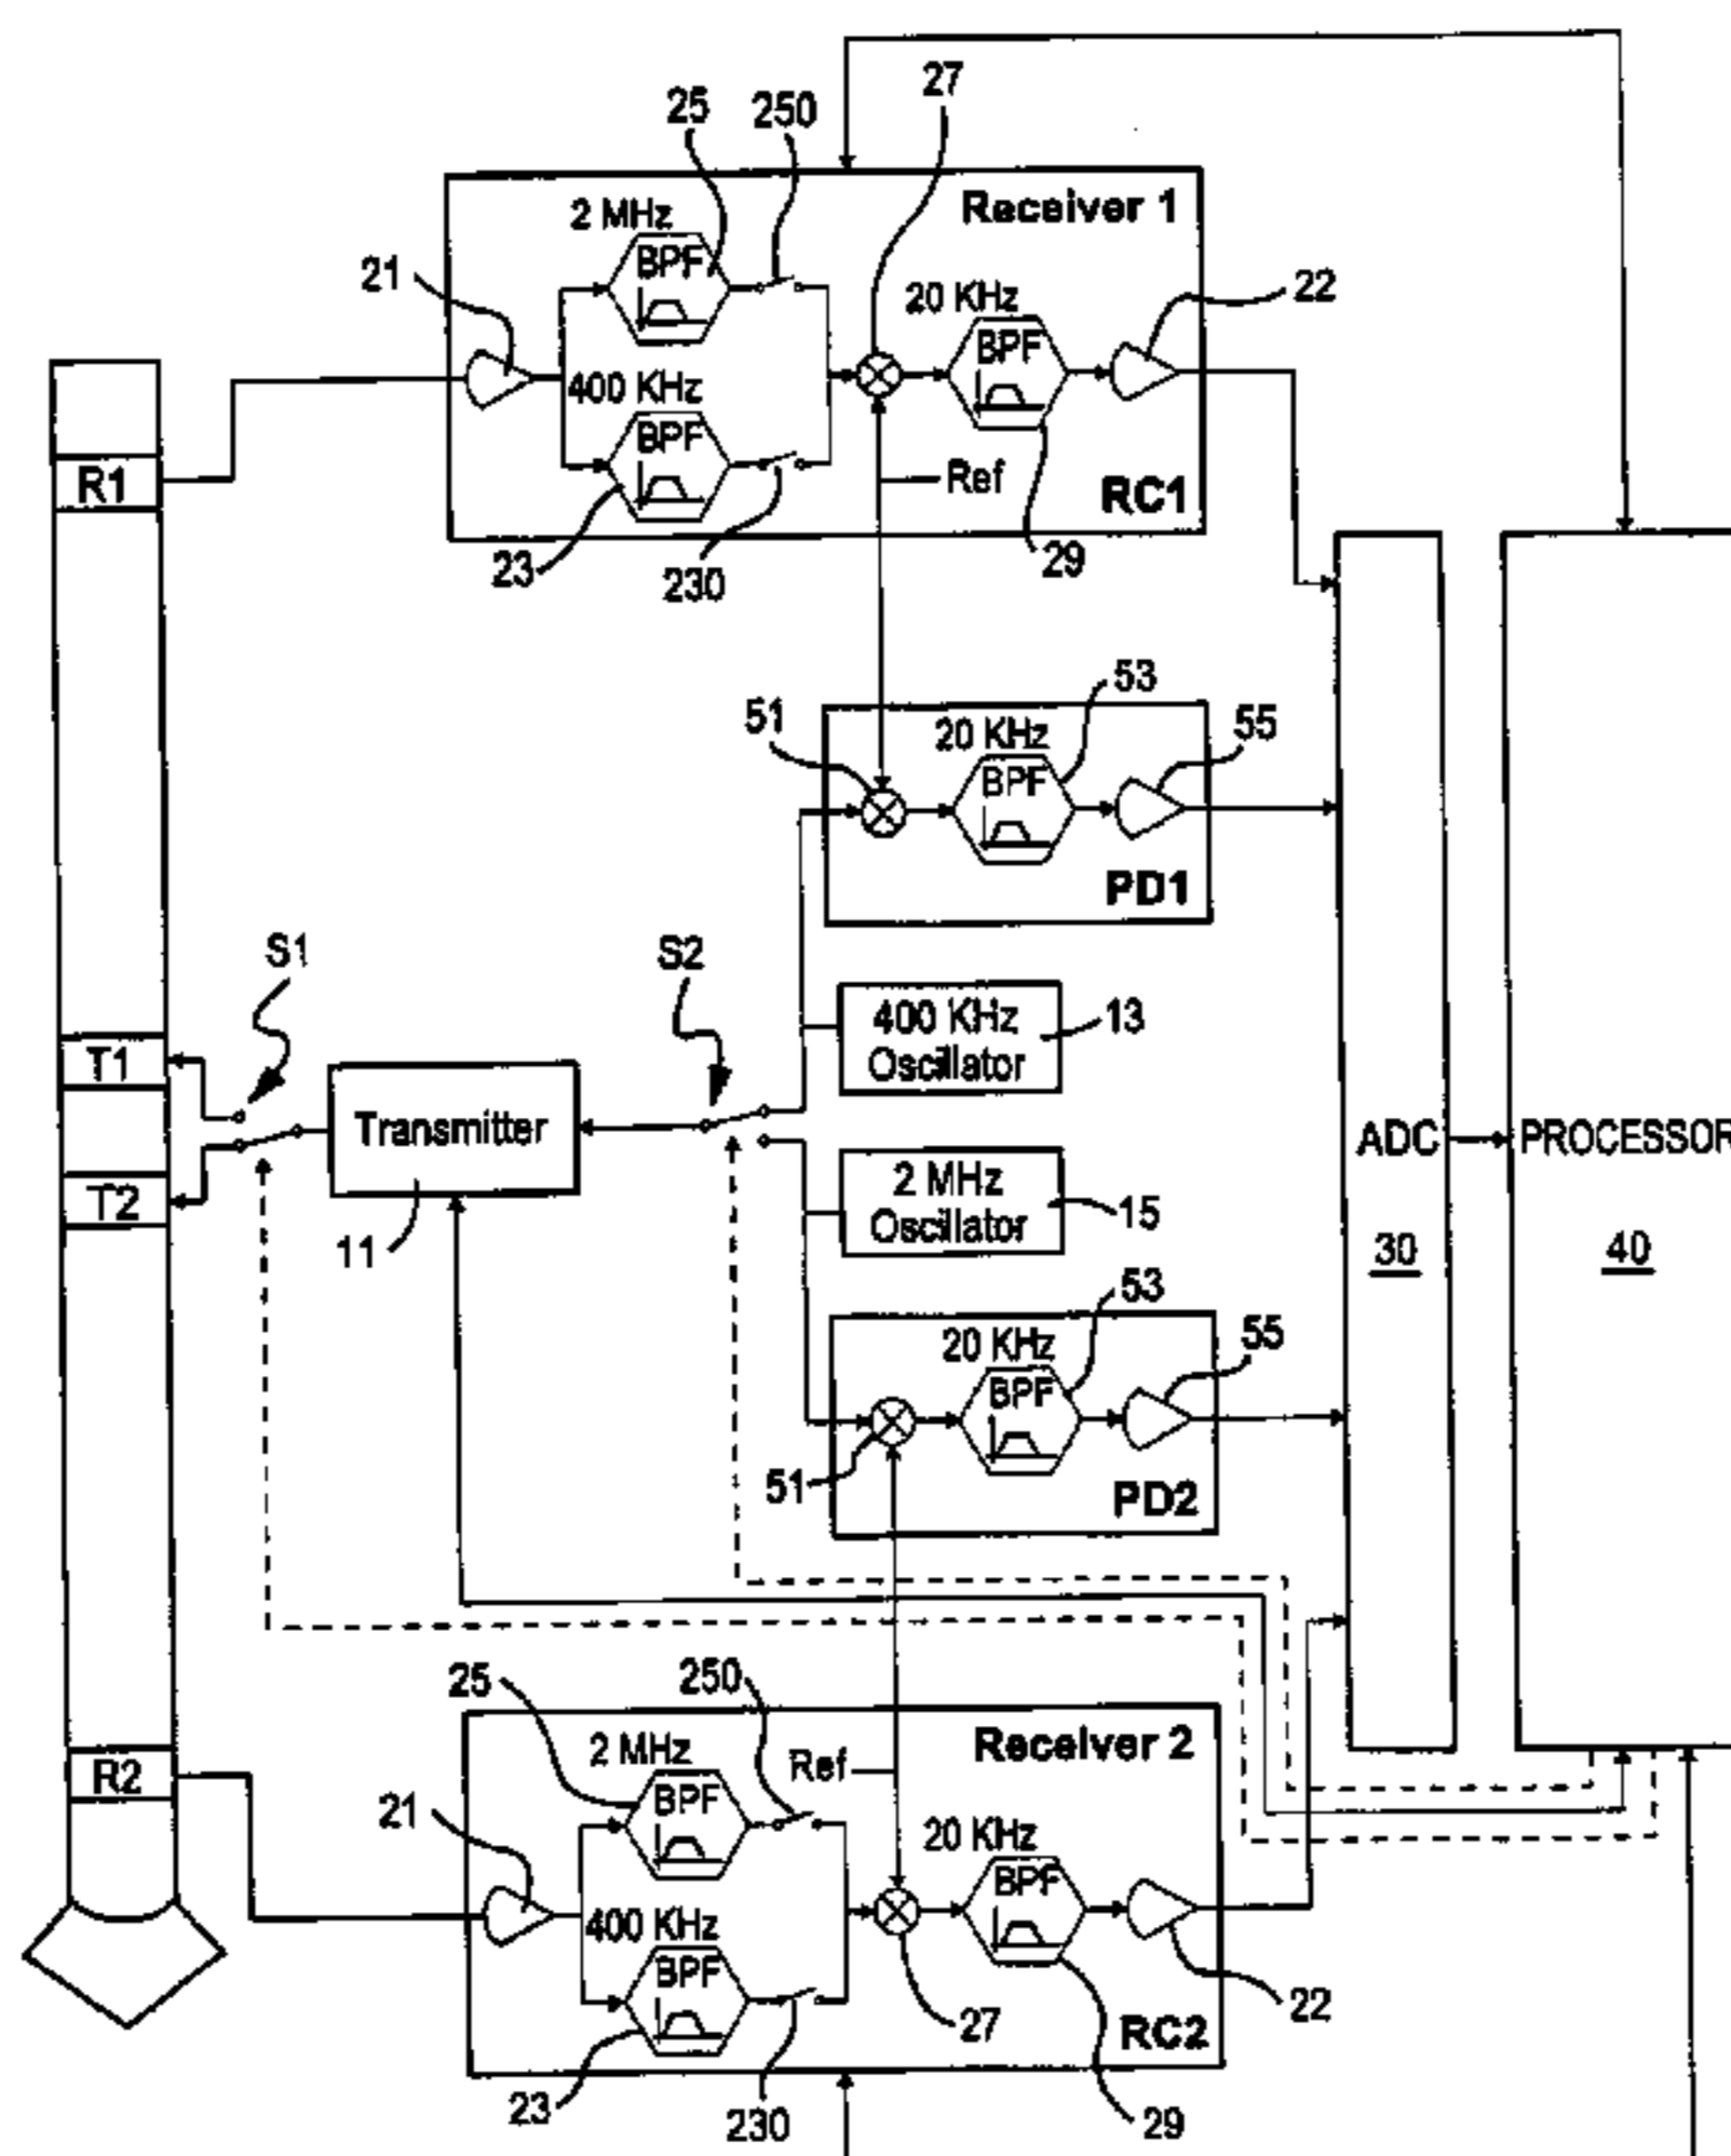 27
25 250
Receiver 1
2 MHz
BPF
21
20 KHz
22
BPF
400 KHz
BPF
R1
Ref
RC1
23
230
29
53
51
20 KHz
55
BPF
PD1
S1
S2
400 KHz
Oscillator
13
T1
Transmitter
ADC
PROCESSOR
T2
2 MHz
Oscillator
15
11
30
40
53
20 KHz
55
BPF
51
PD2
25
250
Receiver 2
2 MHz
Ref
R2
BPF
21
20 KHz
BPF
400 KHz
BPF
22
27
RC2
23
230
29